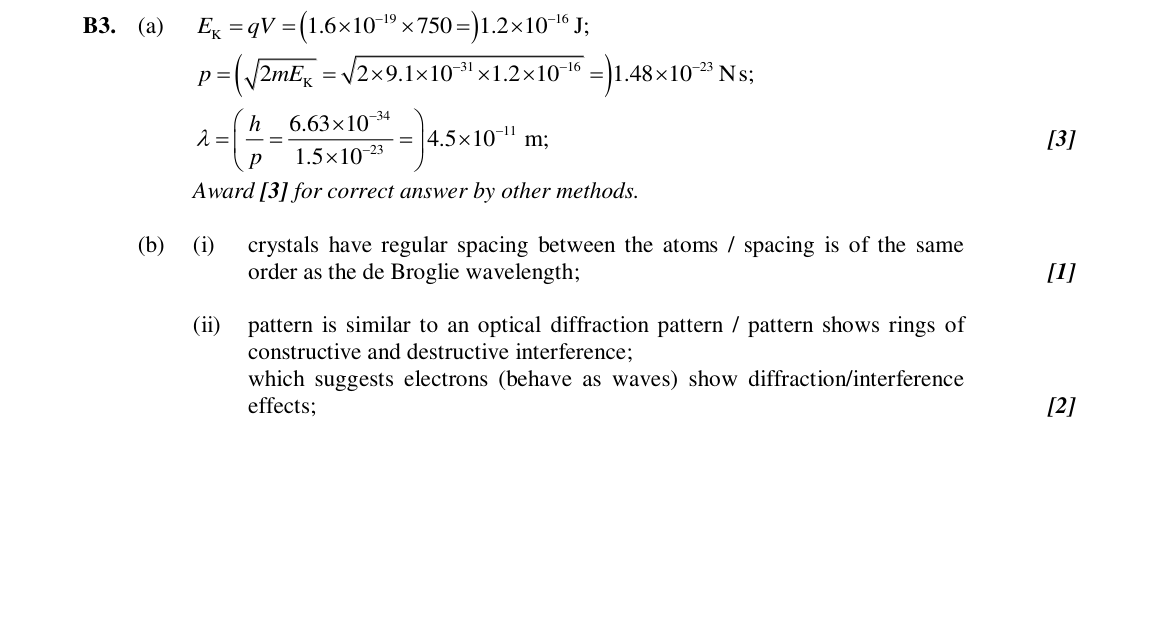 B3. (a) E_K = qV = (1.6×10⁻¹⁹ ×750 =)1.2×10⁻¹⁶ J;
p = (√(2mE_K) = √(2×9.1×10⁻³¹ ×1.2×10⁻¹⁶) =)1.48×10⁻²³ N s;
λ = (h/p = 6.63×10⁻³⁴/1.5×10⁻²³ =)4.5×10⁻¹¹ m; [3]
Award [3] for correct answer by other methods.
(b) (i) crystals have regular spacing between the atoms / spacing is of the same
order as the de Broglie wavelength; [1]
(ii) pattern is similar to an optical diffraction pattern / pattern shows rings of
constructive and destructive interference;
which suggests electrons (behave as waves) show diffraction/interference
effects; [2]